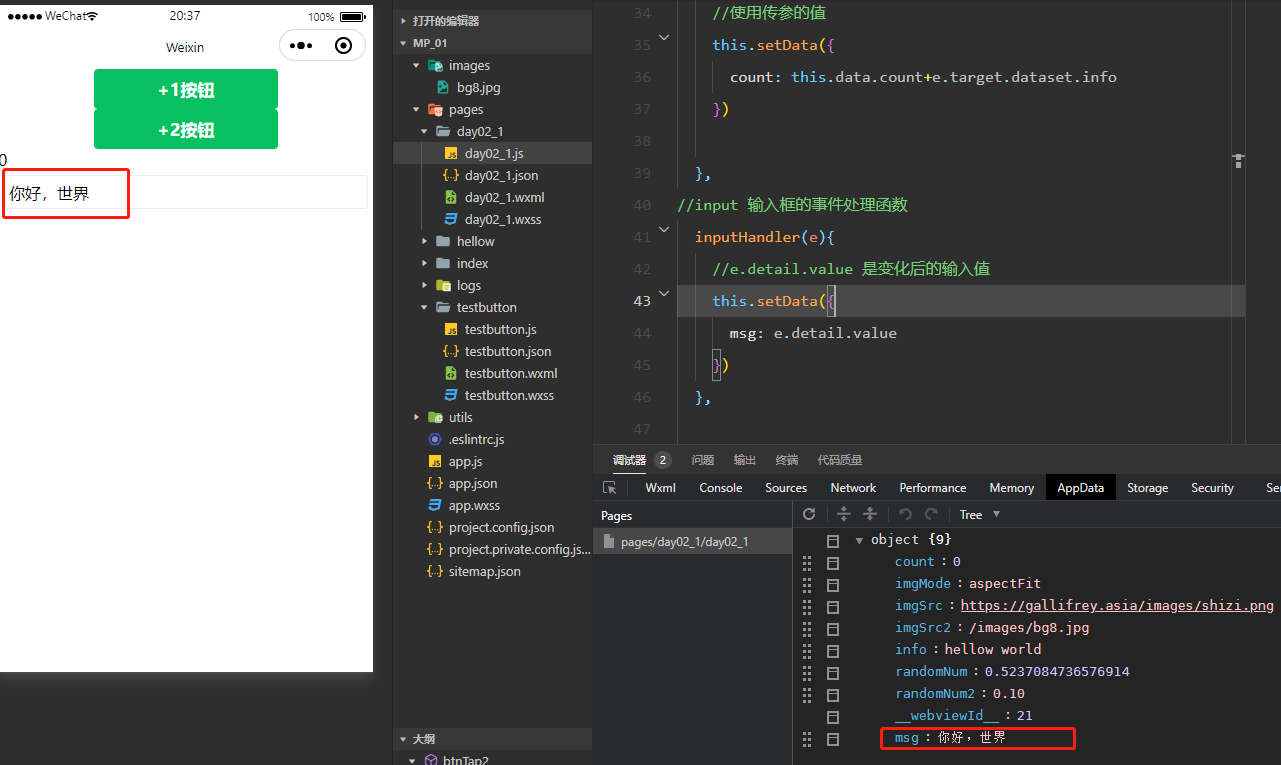 WeChat
20:37
100%
Weixin
+1按钮
+2按钮
0
你好，世界
打开的编辑器
MP_01
images
bg8.jpg
pages
day02_1
day02_1.js
day02_1.json
day02_1.wxml
day02_1.wxss
hellow
index
logs
testbutton
testbutton.js
testbutton.json
testbutton.wxml
testbutton.wxss
utils
.eslintrc.js
app.js
app.json
app.wxss
project.config.json
project.private.config.js...
sitemap.json
大纲
btnTap2
34 //使用传参的值
35 this.setData({
36 count: this.data.count+e.target.dataset.info
37 })
38
39 },
40 //input 输入框的事件处理函数
41 inputHandler(e){
42 //e.detail.value 是变化后的输入值
43 this.setData({
44 msg: e.detail.value
45 })
46 },
47
调试器 2 问题 输出 终端 代码质量
Wxml Console Sources Network Performance Memory AppData Storage Security Sen
Pages
pages/day02_1/day02_1
Tree
object {9}
count : 0
imgMode : aspectFit
imgSrc : https://gallifrey.asia/images/shizi.png
imgSrc2 : /images/bg8.jpg
info : hellow world
randomNum : 0.5237084736576914
randomNum2 : 0.10
__webviewId__ : 21
msg : 你好，世界